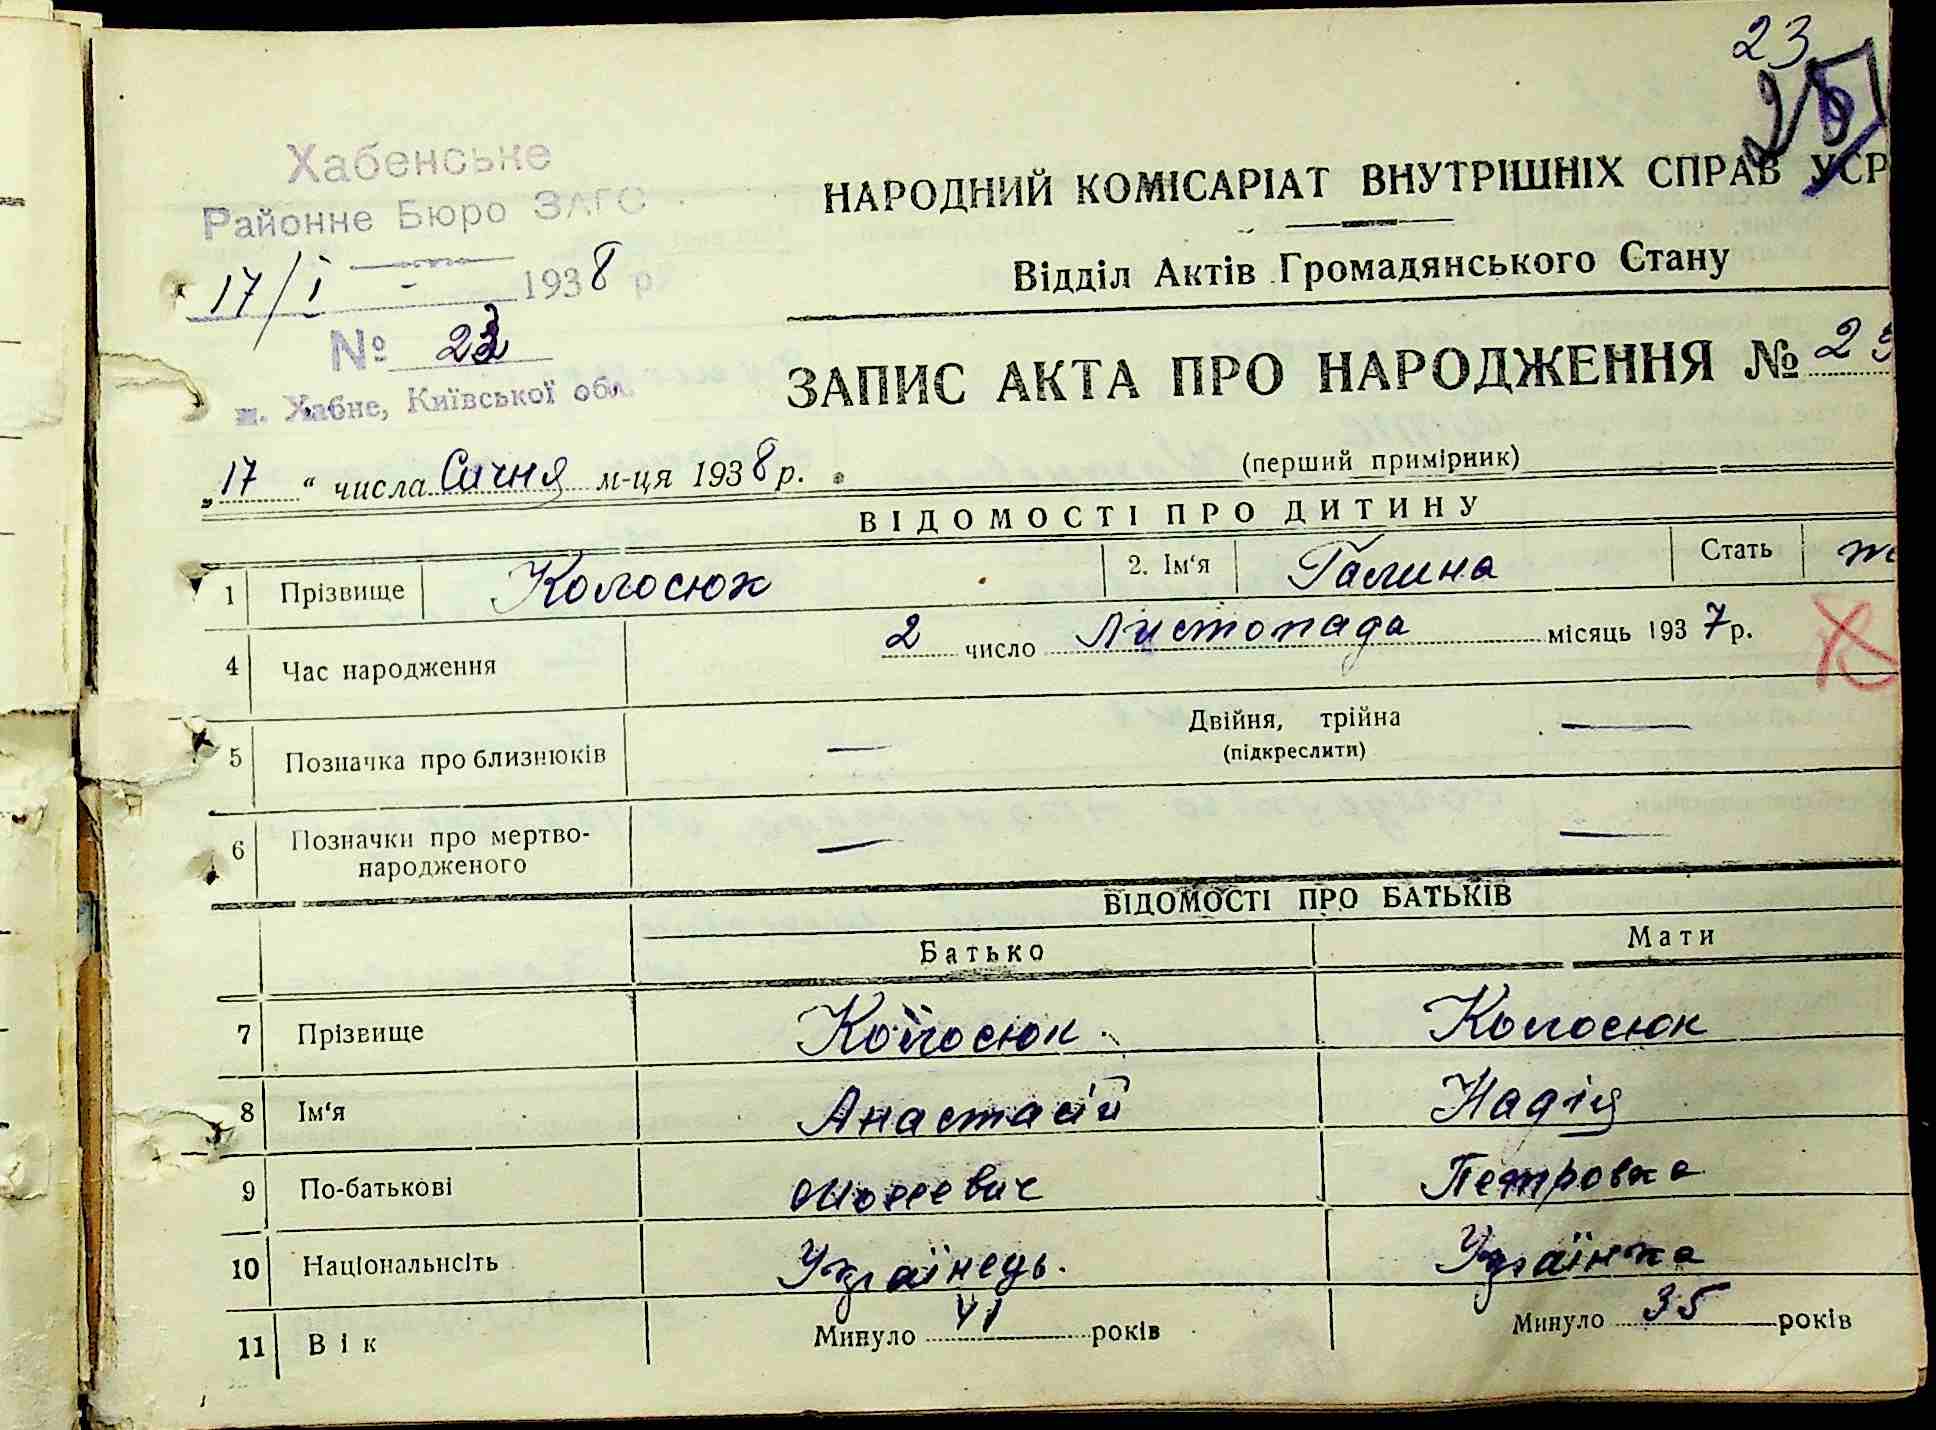 23
Хабенське
Районне Бюро ЗАГС
17/I 1938 р.
№ 23
м. Хабне, Київської обл.
НАРОДНИЙ КОМІСАРІАТ ВНУТРІШНІХ СПРАВ УСР
Відділ Актів Громадянського Стану
ЗАПИС АКТА ПРО НАРОДЖЕННЯ № 23
„17“ числа Січня м-ця 1938 р.
(перший примірник)
ВІДОМОСТІ ПРО ДИТИНУ
1 Прізвище Колосюк 2. Ім‘я Галина Стать ж
4 Час народження 2 число Листопада місяць 1937 р.
5 Позначка про близнюків — Двійня, трійна —
(підкреслити)
6 Позначки про мертво-
народженого — —
ВІДОМОСТІ ПРО БАТЬКІВ
Батько Мати
7 Прізвище Колосюк Колосюк
8 Ім‘я Анастасій Надія
9 По-батькові Петровна
10 Національнсіть Українець. Українка
11 Вік Минуло 41 років Минуло 35 років